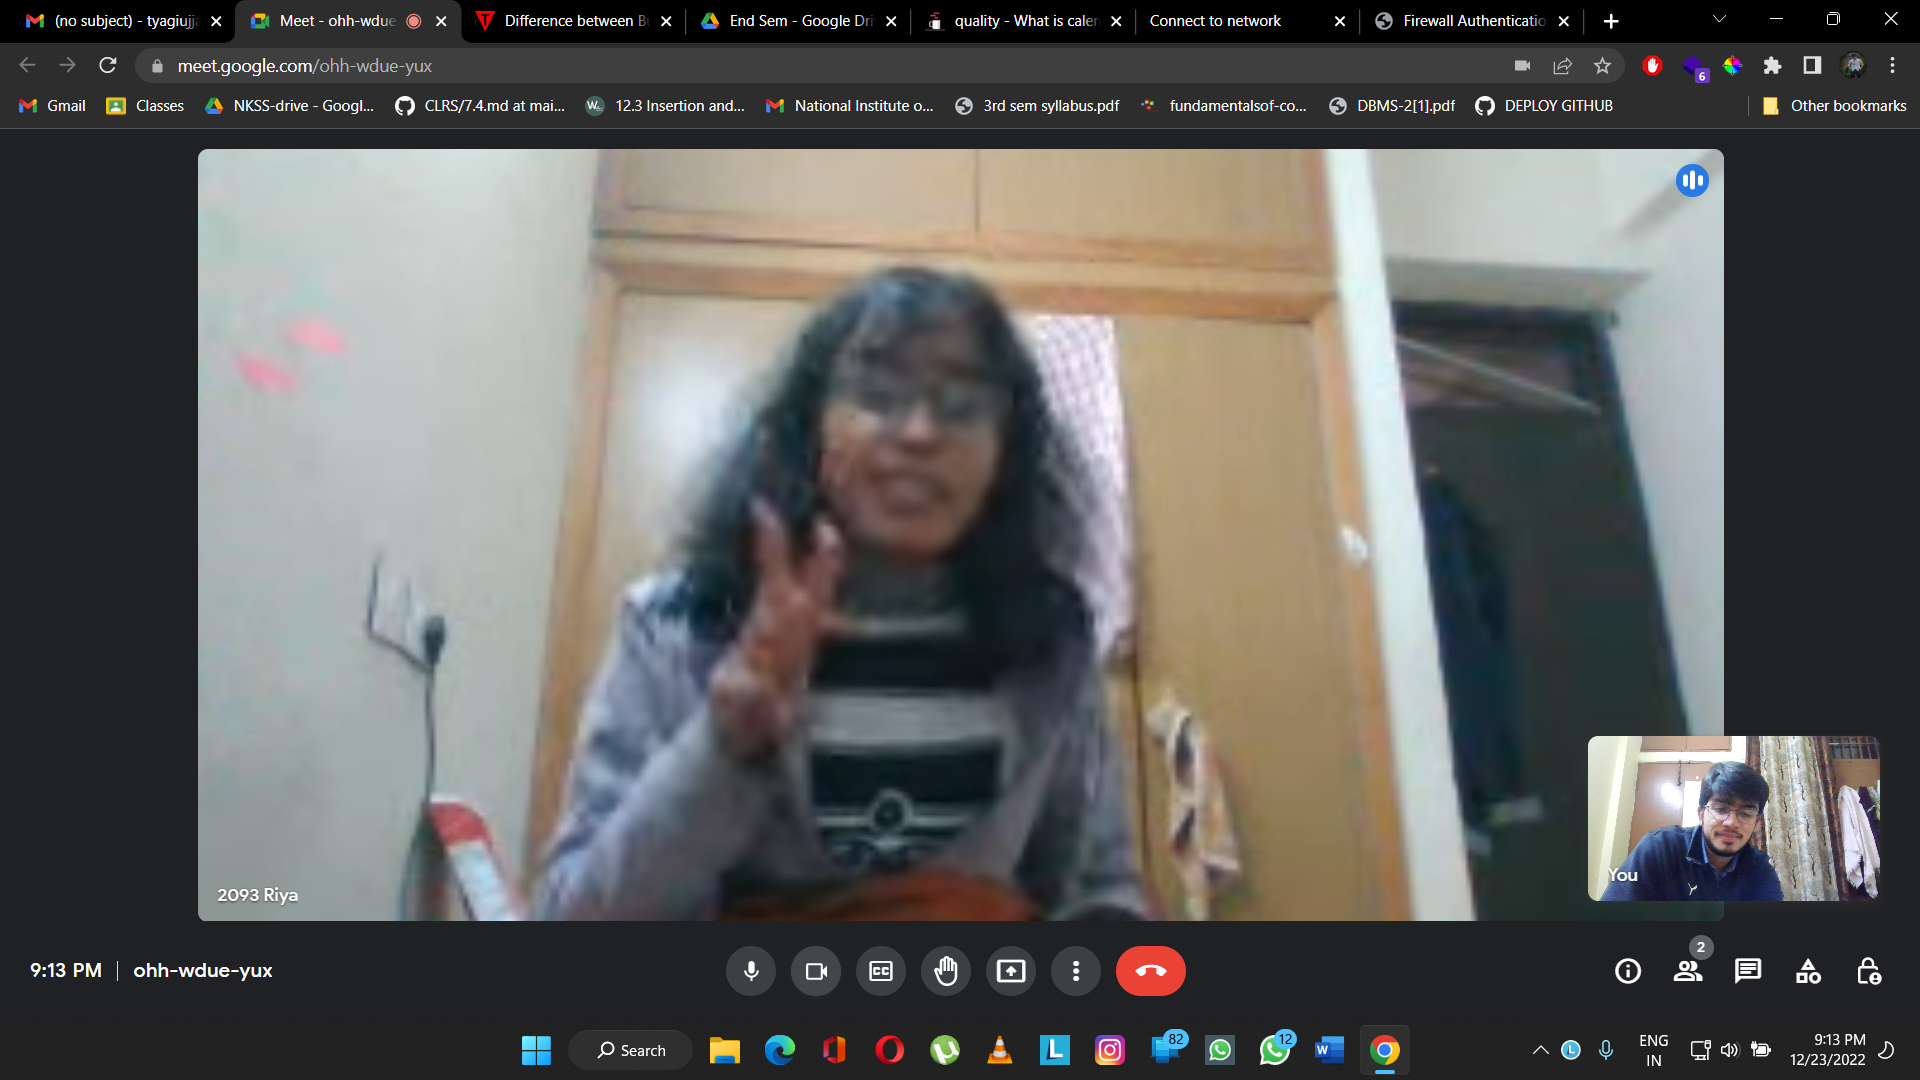 (no subject) - tyagiujj
Meet - ohh-wdue
Difference between B
End Sem - Google Dri
quality - What is calen
Connect to network
Firewall Authenticatio
meet.google.com/ohh-wdue-yux
6
Gmail
Classes
NKSS-drive - Googl...
CLRS/7.4.md at mai...
12.3 Insertion and...
National Institute o...
3rd sem syllabus.pdf
fundamentalsof-co...
DBMS-2[1].pdf
DEPLOY GITHUB
Other bookmarks
You
2093 Riya
9:13 PM | ohh-wdue-yux
CC
2
Search
L
82
12
W
L
ENG
IN
9:13 PM
12/23/2022